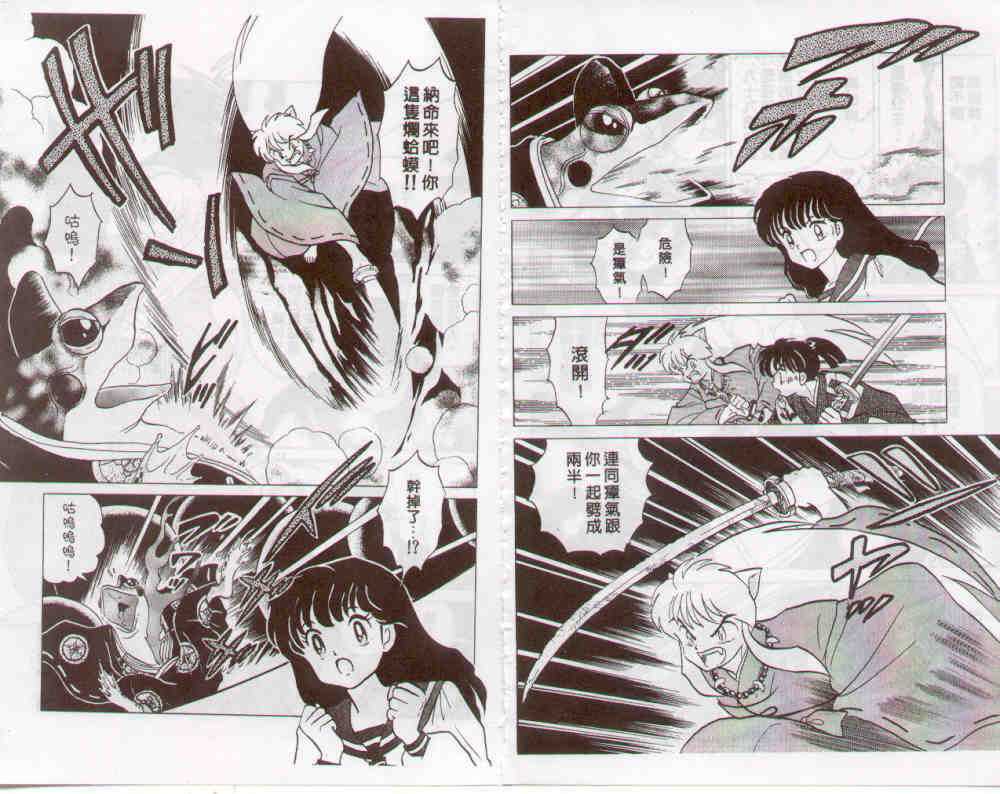 危險！
是瘴氣！
滾開！
連同瘴氣跟
你一起劈成
兩半！
納命來吧！你
這隻爛蛤蟆!!
咕嗚！
幹掉了…!?
咕嗚嗚嗚！